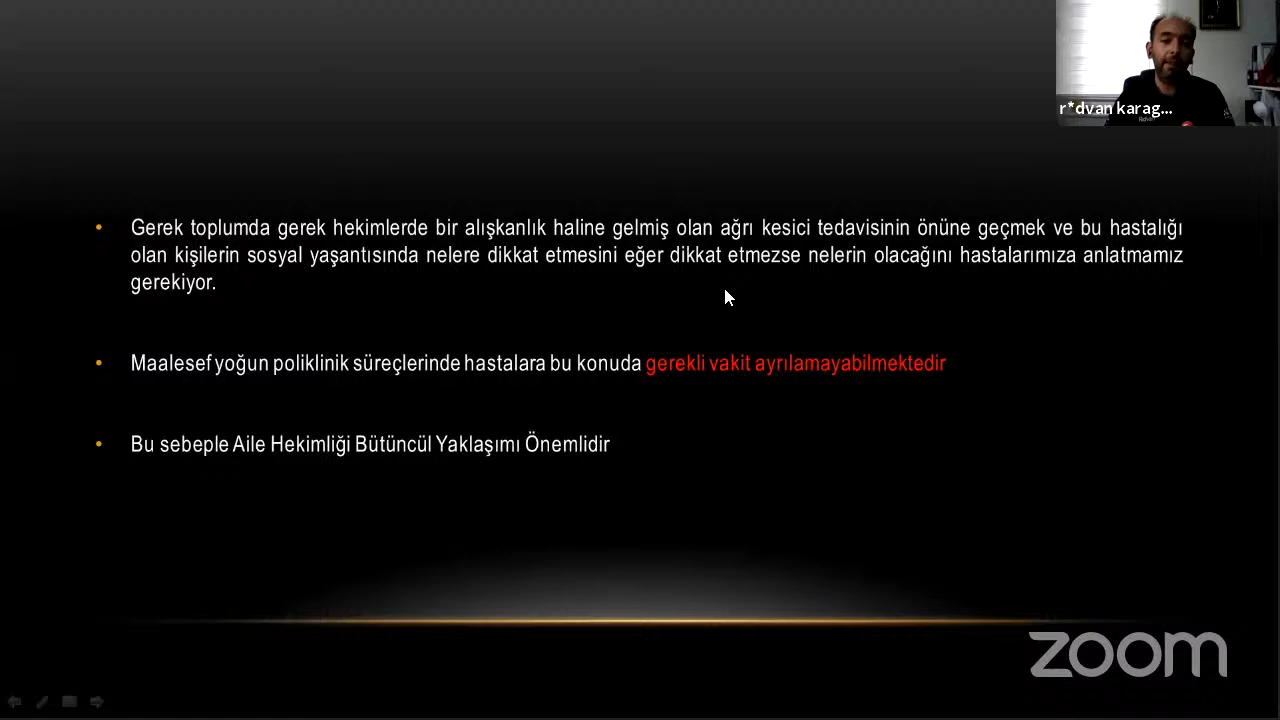 r*dvan karag...
Gerek toplumda gerek hekimlerde bir alışkanlık haline gelmiş olan ağrı kesici tedavisinin önüne geçmek ve bu hastalığı
olan kişilerin sosyal yaşantısında nelere dikkat etmesini eğer dikkat etmezse nelerin olacağını hastalarımıza anlatmamız
gerekiyor.
Maalesef yoğun poliklinik süreçlerinde hastalara bu konuda gerekli vakit ayrılamayabilmektedir
Bu sebeple Aile Hekimliği Bütüncül Yaklaşımı Önemlidir
zoom